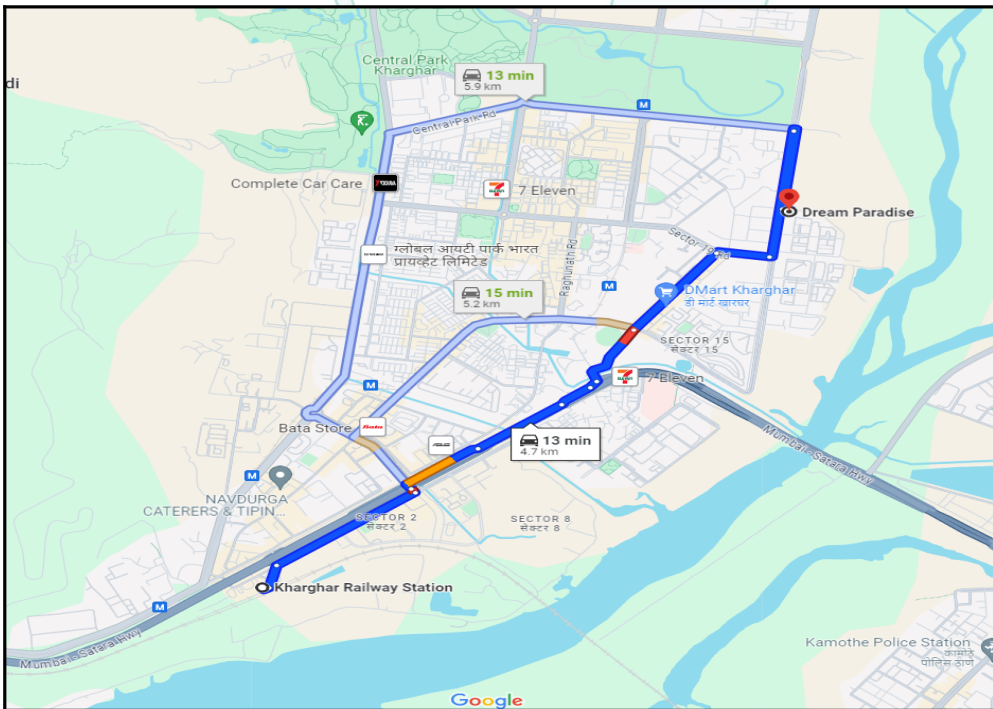 di
Central Park
Kharghar
13 min
5.9 km
Central Park Rd
Complete Car Care
7 Eleven
Dream Paradise
Sector 19 Rd
ग्लोबल आयटी पार्क भारत
प्रायव्हेट लिमिटेड
Raghunath Rd
15 min
5.2 km
DMart Kharghar
डी मार्ट खारघर
SECTOR 15
सेक्टर 15
7 Eleven
Bata Store
Bata
ASUS
13 min
4.7 km
Mumbai - Satara Hwy
NAVDURGA
CATERERS & TIPIN...
SECTOR 2
सेक्टर 2
SECTOR 8
सेक्टर 8
Kharghar Railway Station
Mumbai - Satara Hwy
Kamothe Police Station
कामोठे
पोलिस ठाणे
Google